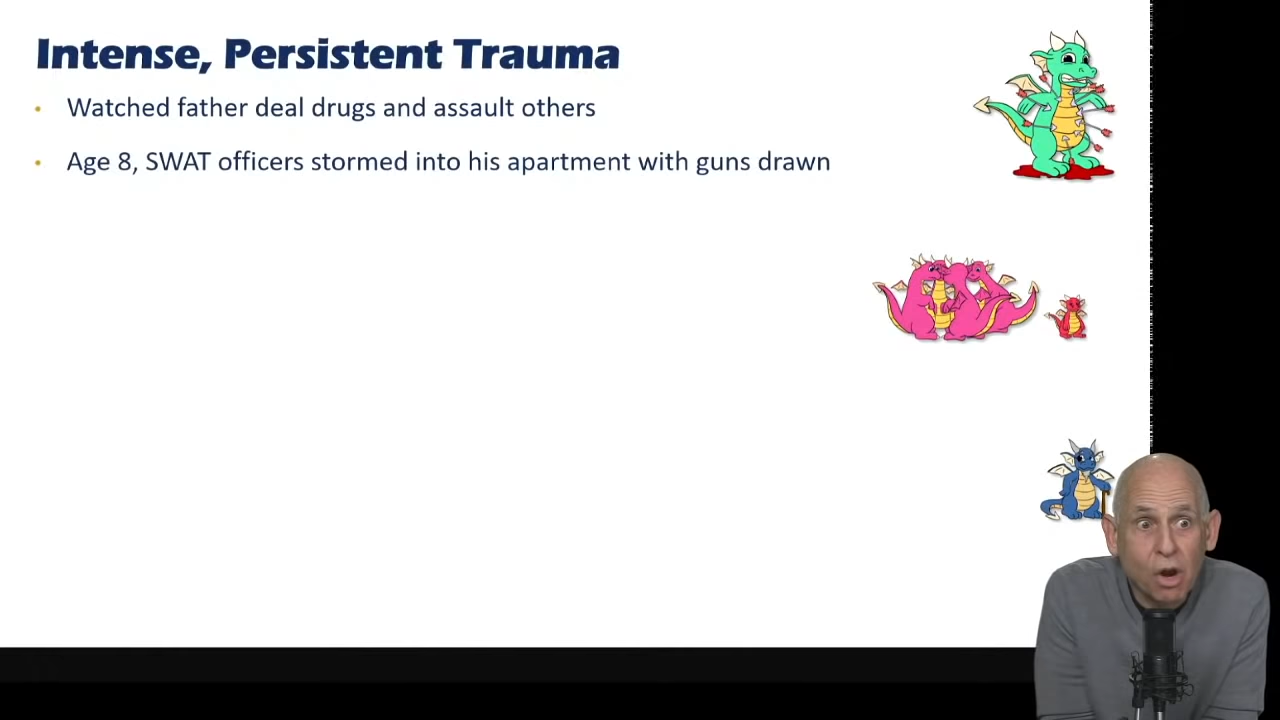 Intense, Persistent Trauma
• Watched father deal drugs and assault others
• Age 8, SWAT officers stormed into his apartment with guns drawn